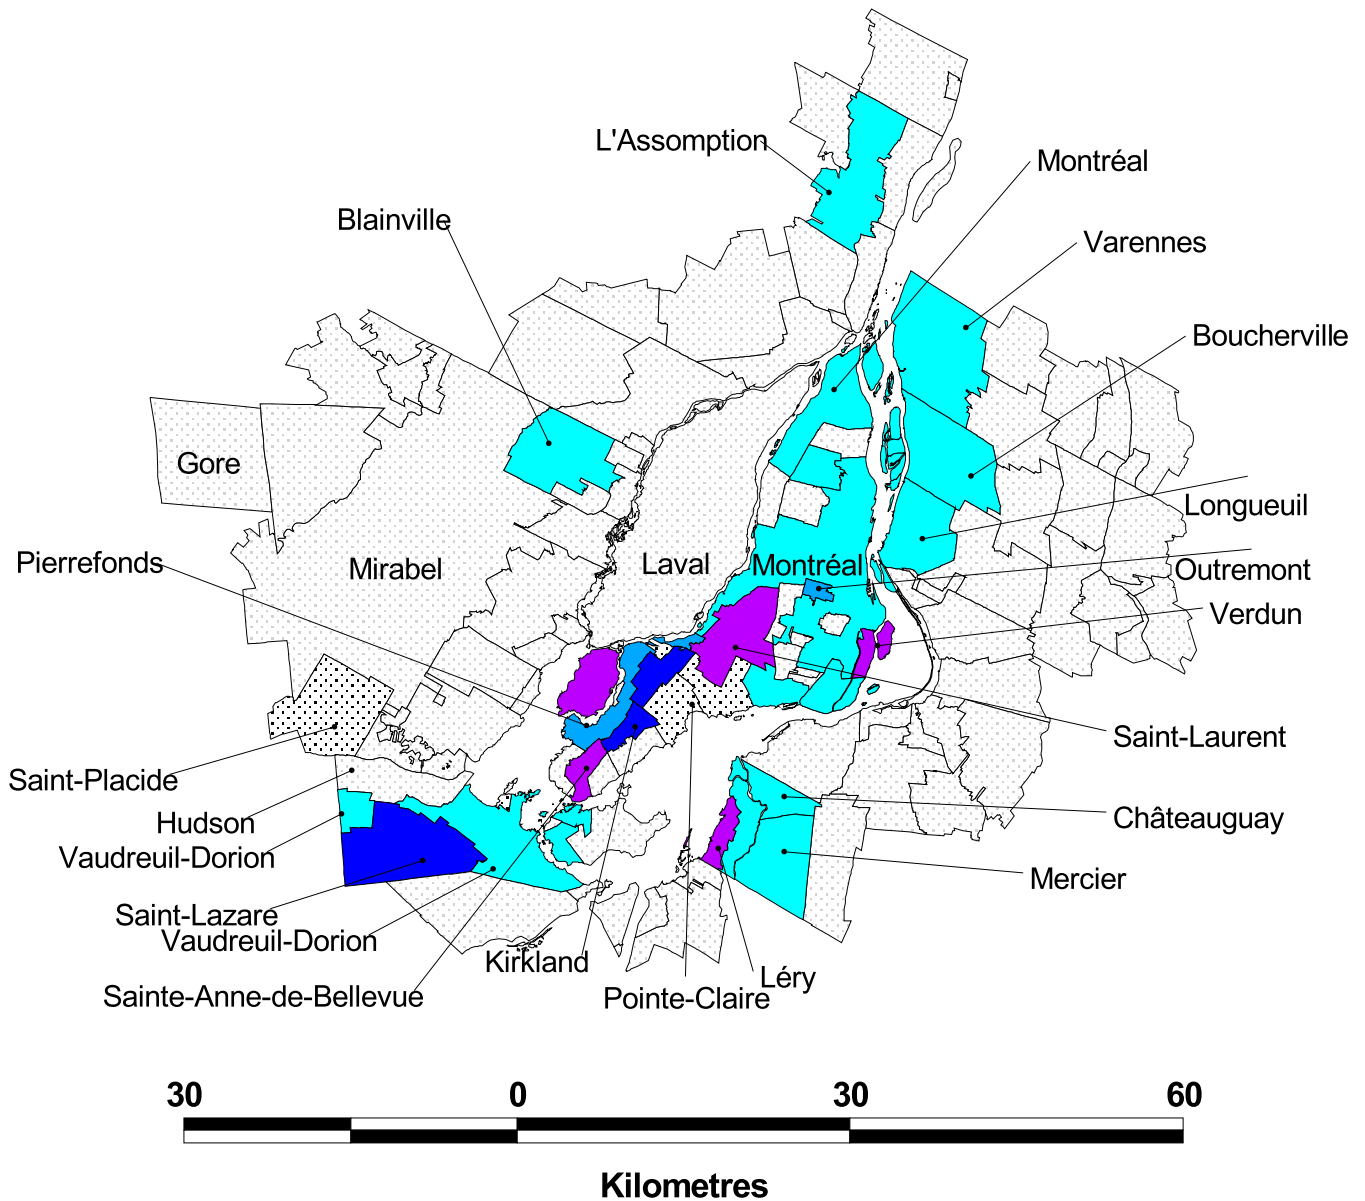 L'Assomption
Montréal
Blainville
Varennes
Boucherville
Gore
Longueuil
Pierrefonds
Mirabel
Laval
Montréal
Outremont
Verdun
Saint-Laurent
Saint-Placide
Hudson
Châteauguay
Vaudreuil-Dorion
Mercier
Saint-Lazare
Vaudreuil-Dorion
Kirkland
Léry
Sainte-Anne-de-Bellevue
Pointe-Claire
30 0 30 60
Kilometres